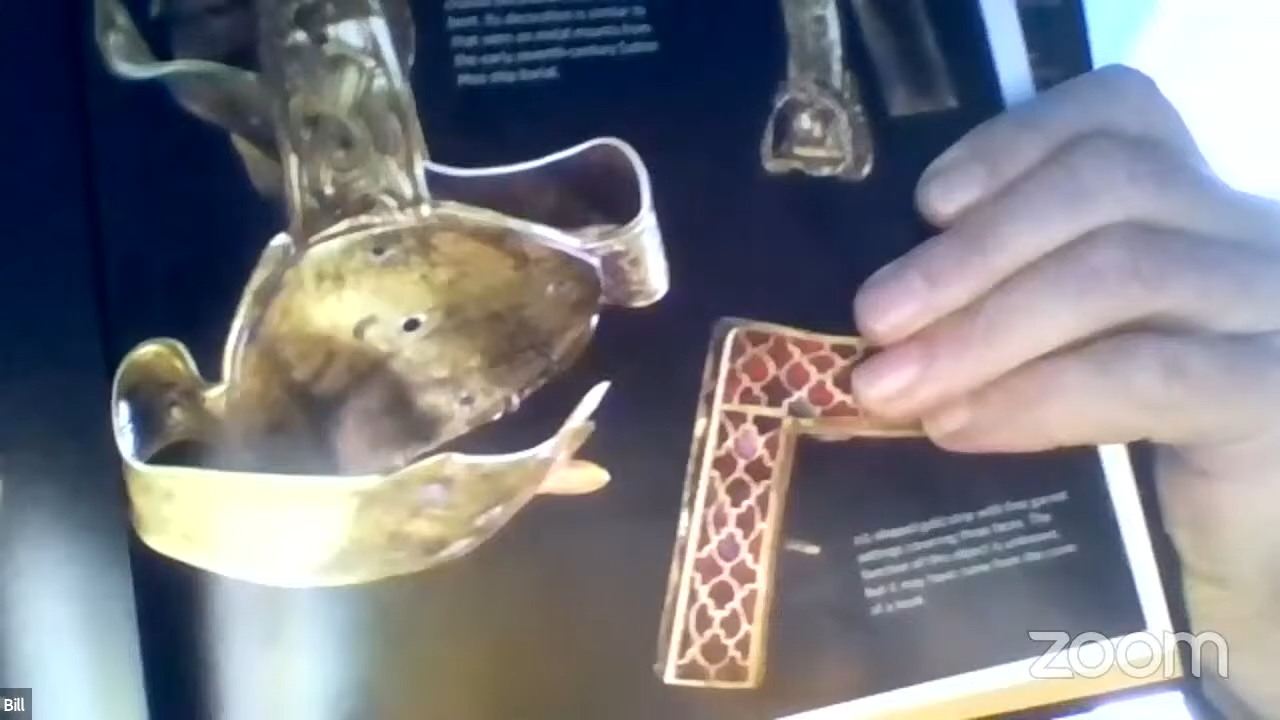 bent. Its decoration is similar to
that seen on metal mounts from
the early seventh-century Sutton
Hoo ship burial.
L-shaped gold strip with fine garnet
settings covering three faces. The
function of this object is unknown,
but it may have come from the cover
of a book.
zoom
Bill